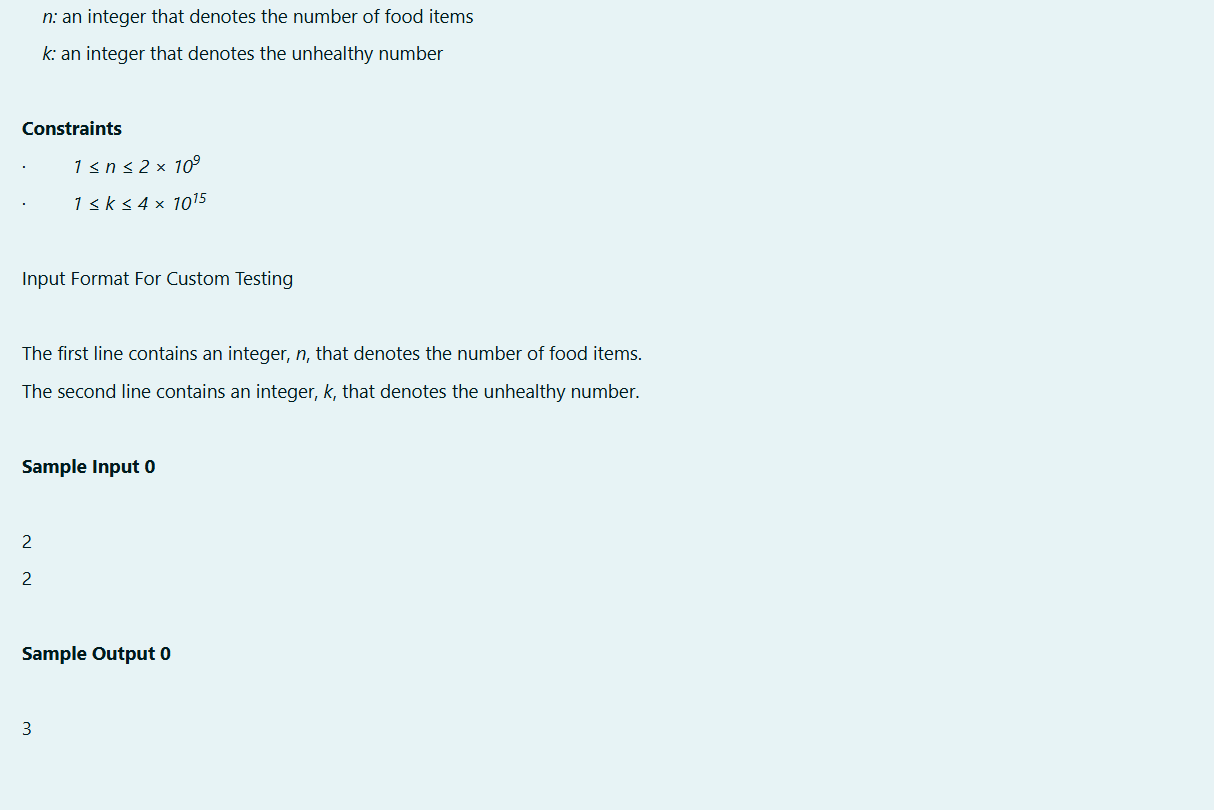 n: an integer that denotes the number of food items
k: an integer that denotes the unhealthy number
Constraints
· 1 ≤ n ≤ 2 × 10⁹
· 1 ≤ k ≤ 4 × 10¹⁵
Input Format For Custom Testing
The first line contains an integer, n, that denotes the number of food items.
The second line contains an integer, k, that denotes the unhealthy number.
Sample Input 0
2
2
Sample Output 0
3